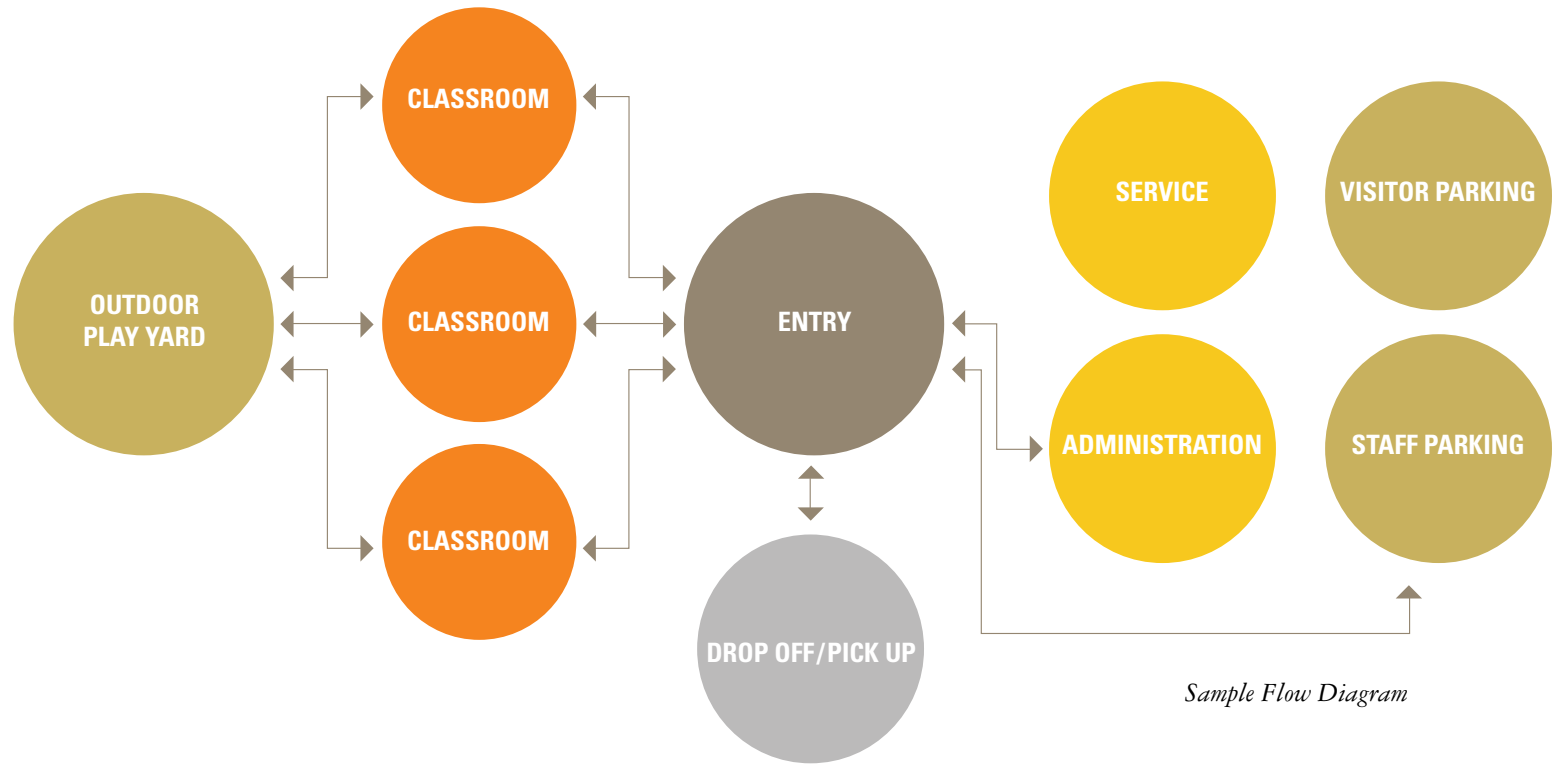 OUTDOOR
PLAY YARD
CLASSROOM
CLASSROOM
CLASSROOM
ENTRY
DROP OFF/PICK UP
SERVICE
ADMINISTRATION
VISITOR PARKING
STAFF PARKING
Sample Flow Diagram